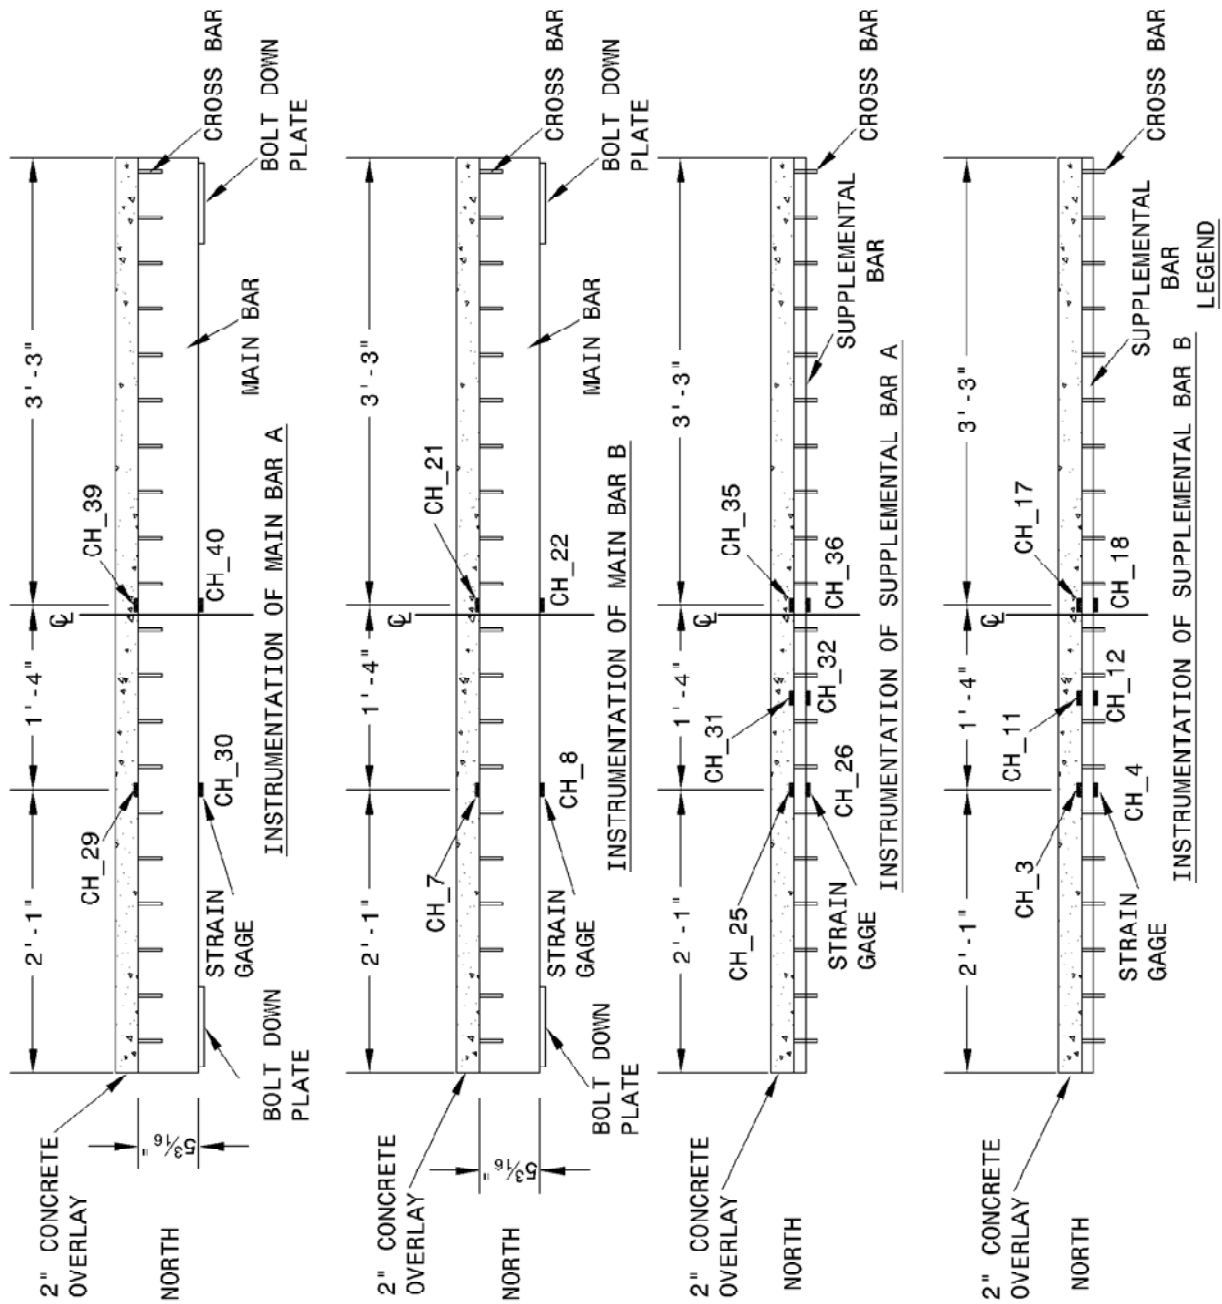 2'-1"
1'-4"
3'-3"
℄
CH_29
CH_39
CH_30
CH_40
2" CONCRETE
OVERLAY
5 3/16"
NORTH
BOLT DOWN
PLATE
STRAIN
GAGE
MAIN BAR
CROSS BAR
BOLT DOWN
PLATE
INSTRUMENTATION OF MAIN BAR A
2'-1"
1'-4"
3'-3"
℄
CH_7
CH_21
CH_8
CH_22
2" CONCRETE
OVERLAY
5 3/16"
NORTH
BOLT DOWN
PLATE
STRAIN
GAGE
MAIN BAR
CROSS BAR
BOLT DOWN
PLATE
INSTRUMENTATION OF MAIN BAR B
2'-1"
1'-4"
3'-3"
℄
CH_25
CH_31
CH_35
CH_26
CH_32
CH_36
2" CONCRETE
OVERLAY
NORTH
STRAIN
GAGE
SUPPLEMENTAL
BAR
CROSS BAR
INSTRUMENTATION OF SUPPLEMENTAL BAR A
2'-1"
1'-4"
3'-3"
℄
CH_3
CH_11
CH_17
CH_4
CH_12
CH_18
2" CONCRETE
OVERLAY
NORTH
STRAIN
GAGE
SUPPLEMENTAL
BAR
CROSS BAR
INSTRUMENTATION OF SUPPLEMENTAL BAR B
LEGEND